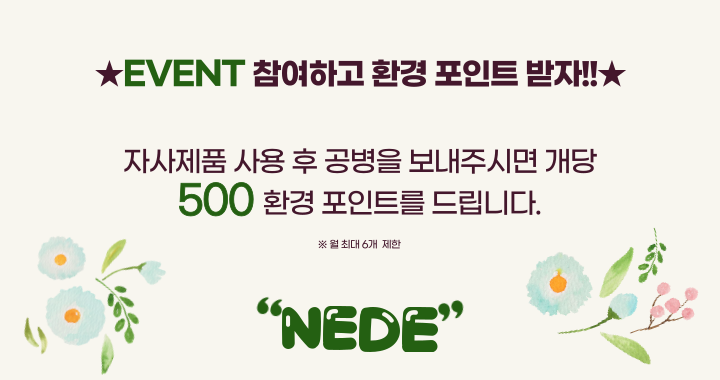 ★EVENT 참여하고 환경 포인트 받자!!★
자사제품 사용 후 공병을 보내주시면 개당
500 환경 포인트를 드립니다.
※ 월 최대 6개 제한
“NEDE”